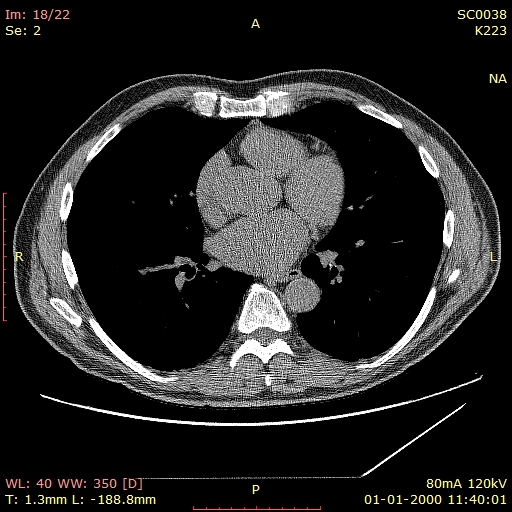 Im: 18/22
Se: 2
A
SC0038
K223
NA
R
L
WL: 40 WW: 350 [D]
T: 1.3mm L: -188.8mm
P
80mA 120kV
01-01-2000 11:40:01